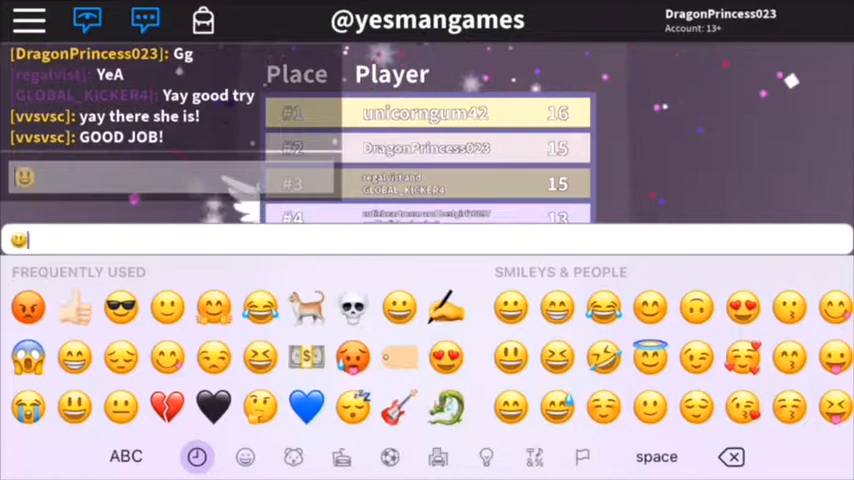 @yesmangames
DragonPrincess023
Account: 13+
[DragonPrincess023]: Gg
[regalvist]: YeA
[GLOBAL_KICKER4]: Yay good try
[vvsvsc]: yay there she is!
[vvsvsc]: GOOD JOB!
Place Player
#1 unicorngum42 16
#2 DragonPrincess023 15
#3 regalvist and GLOBAL_KICKER4 15
#4 13
FREQUENTLY USED
SMILEYS & PEOPLE
ABC
space